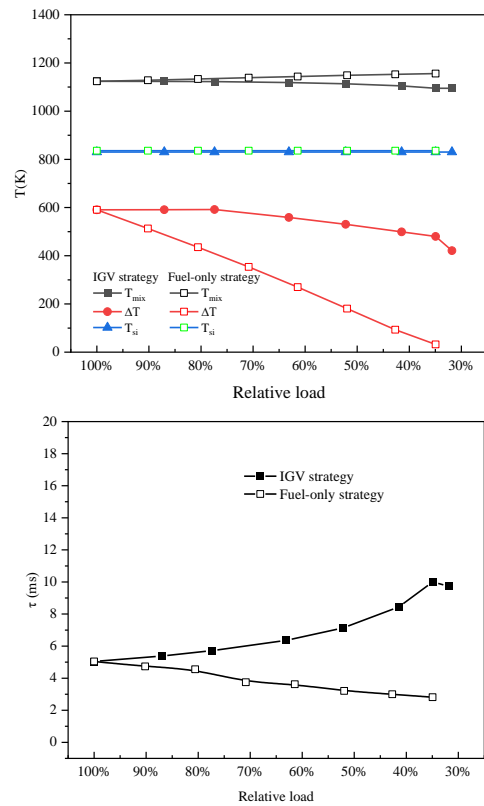 1400
1200
1000
800
600
400
200
0
T(K)
IGV strategy Fuel-only strategy
T_mix T_mix
ΔT ΔT
T_si T_si
100% 90% 80% 70% 60% 50% 40% 30%
Relative load
20
18
16
14
12
10
8
6
4
2
0
τ (ms)
IGV strategy
Fuel-only strategy
100% 90% 80% 70% 60% 50% 40% 30%
Relative load